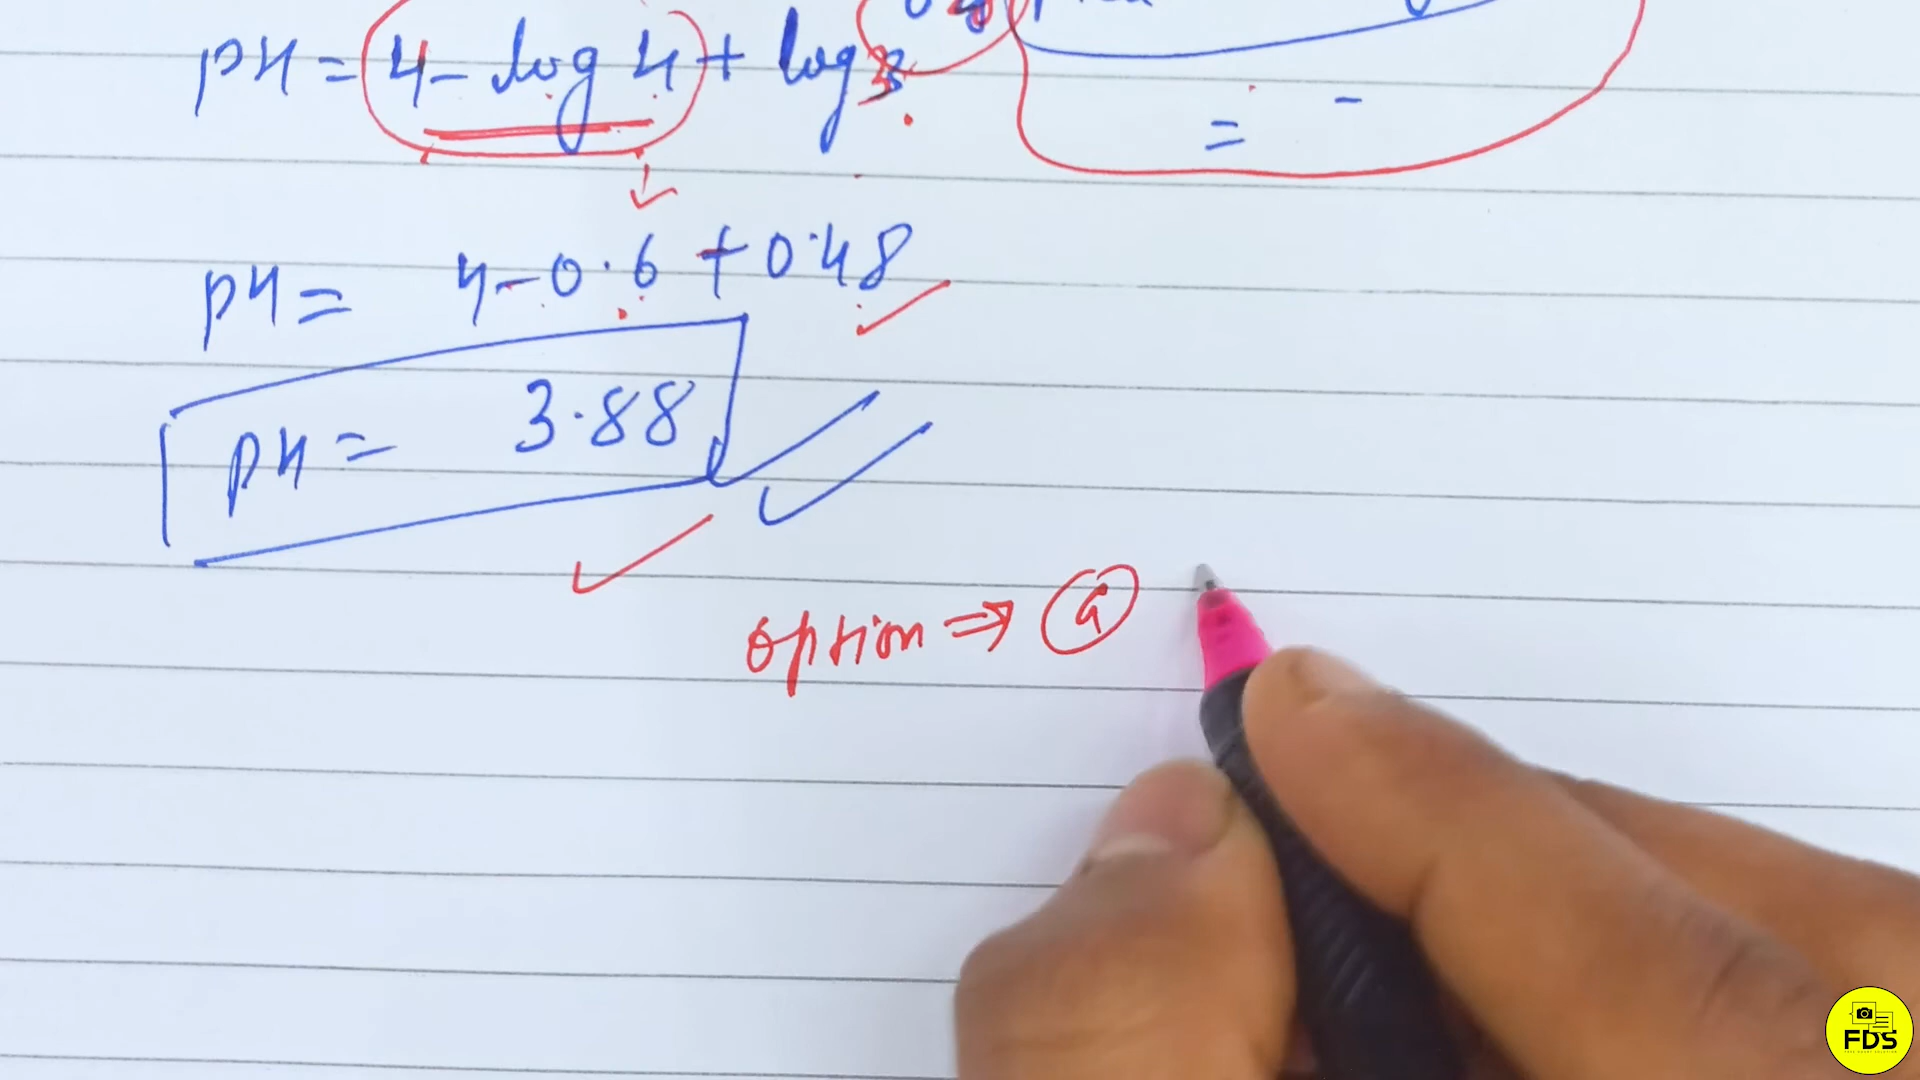 pH = 4 - log 4 + log 3
=
pH = 4 - 0.6 + 0.48
pH = 3.88
option ⇒ a
FDS